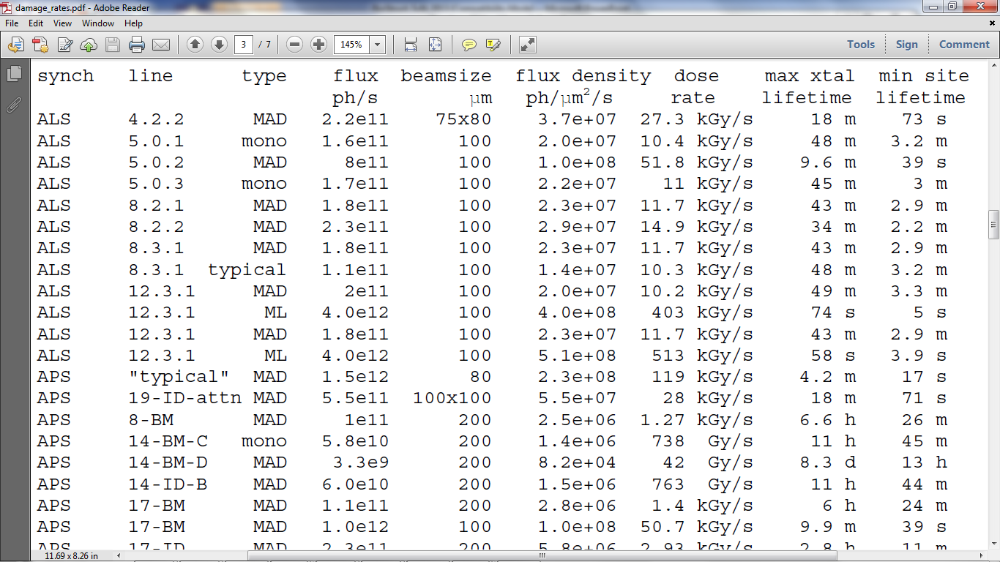 damage_rates.pdf - Adobe Reader
File Edit View Window Help
3 / 7 145% Tools Sign Comment
synch line type flux beamsize flux density dose max xtal min site
ph/s μm ph/μm²/s rate lifetime lifetime
ALS 4.2.2 MAD 2.2e11 75x80 3.7e+07 27.3 kGy/s 18 m 73 s
ALS 5.0.1 mono 1.6e11 100 2.0e+07 10.4 kGy/s 48 m 3.2 m
ALS 5.0.2 MAD 8e11 100 1.0e+08 51.8 kGy/s 9.6 m 39 s
ALS 5.0.3 mono 1.7e11 100 2.2e+07 11 kGy/s 45 m 3 m
ALS 8.2.1 MAD 1.8e11 100 2.3e+07 11.7 kGy/s 43 m 2.9 m
ALS 8.2.2 MAD 2.3e11 100 2.9e+07 14.9 kGy/s 34 m 2.2 m
ALS 8.3.1 MAD 1.8e11 100 2.3e+07 11.7 kGy/s 43 m 2.9 m
ALS 8.3.1 typical 1.1e11 100 1.4e+07 10.3 kGy/s 48 m 3.2 m
ALS 12.3.1 MAD 2e11 100 2.0e+07 10.2 kGy/s 49 m 3.3 m
ALS 12.3.1 ML 4.0e12 100 4.0e+08 403 kGy/s 74 s 5 s
ALS 12.3.1 MAD 1.8e11 100 2.3e+07 11.7 kGy/s 43 m 2.9 m
ALS 12.3.1 ML 4.0e12 100 5.1e+08 513 kGy/s 58 s 3.9 s
APS "typical" MAD 1.5e12 80 2.3e+08 119 kGy/s 4.2 m 17 s
APS 19-ID-attn MAD 5.5e11 100x100 5.5e+07 28 kGy/s 18 m 71 s
APS 8-BM MAD 1e11 200 2.5e+06 1.27 kGy/s 6.6 h 26 m
APS 14-BM-C mono 5.8e10 200 1.4e+06 738 Gy/s 11 h 45 m
APS 14-BM-D MAD 3.3e9 200 8.2e+04 42 Gy/s 8.3 d 13 h
APS 14-ID-B MAD 6.0e10 200 1.5e+06 763 Gy/s 11 h 44 m
APS 17-BM MAD 1.1e11 200 2.8e+06 1.4 kGy/s 6 h 24 m
APS 17-BM MAD 1.0e12 100 1.0e+08 50.7 kGy/s 9.9 m 39 s
APS 17-ID MAD 2.3e11 200 5.8e+06 2.93 kGy/s 2.8 h 11 m
11.69 x 8.26 in